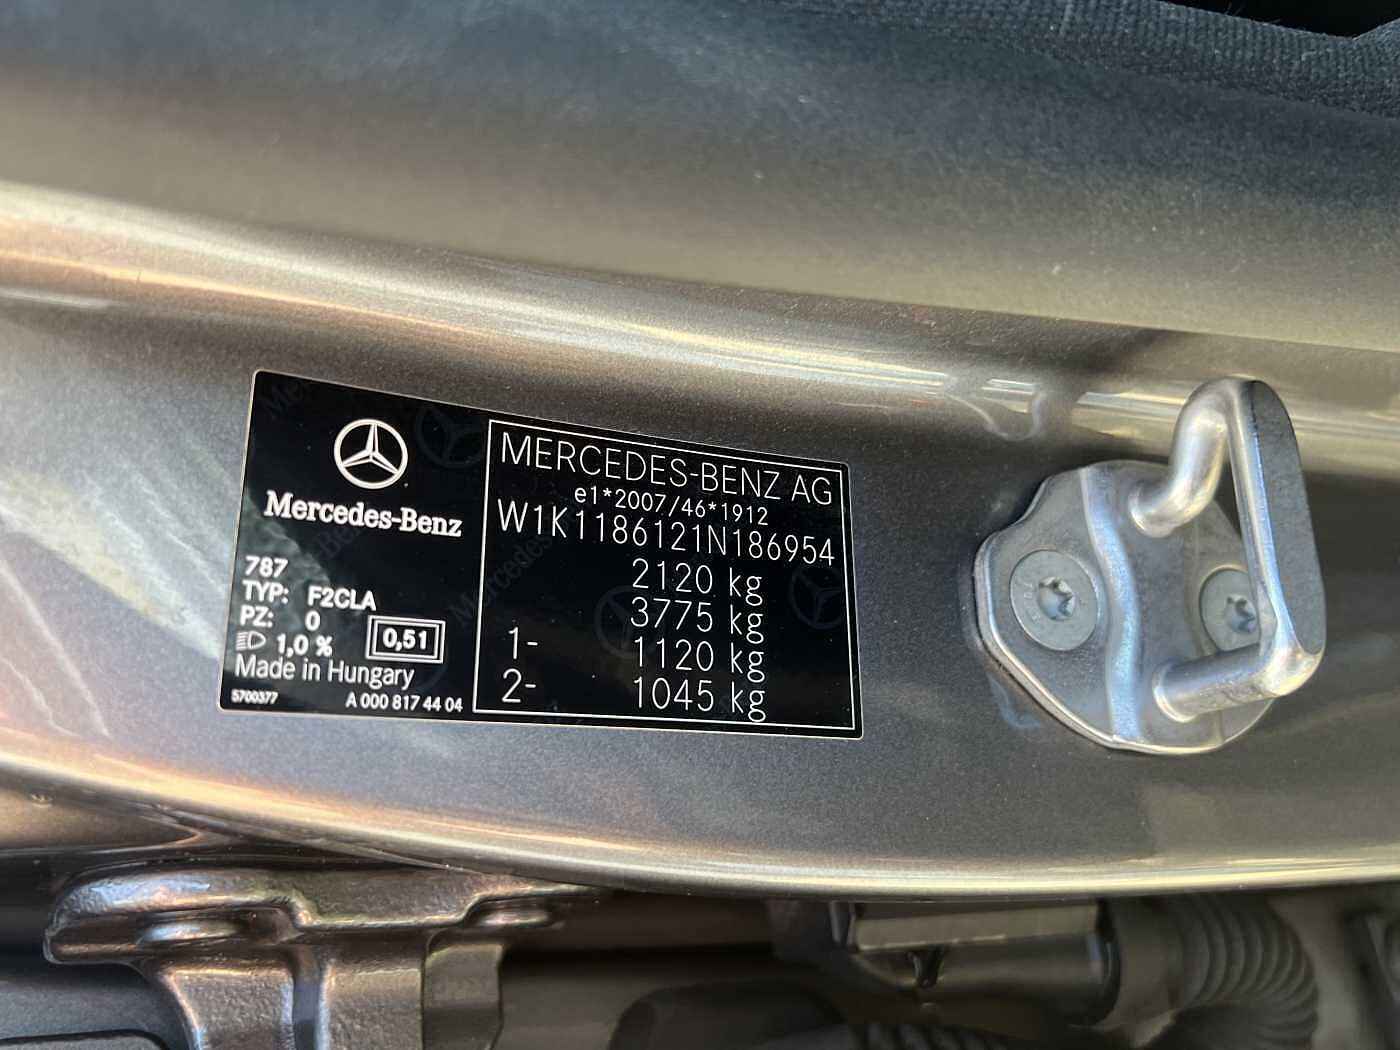 Mercedes-Benz
787
TYP: F2CLA
PZ: 0
1,0 % 0,51
Made in Hungary
5700377 A 000 817 44 04
MERCEDES-BENZ AG
e1*2007/46*1912
W1K1186121N186954
2120 kg
3775 kg
1- 1120 kg
2- 1045 kg